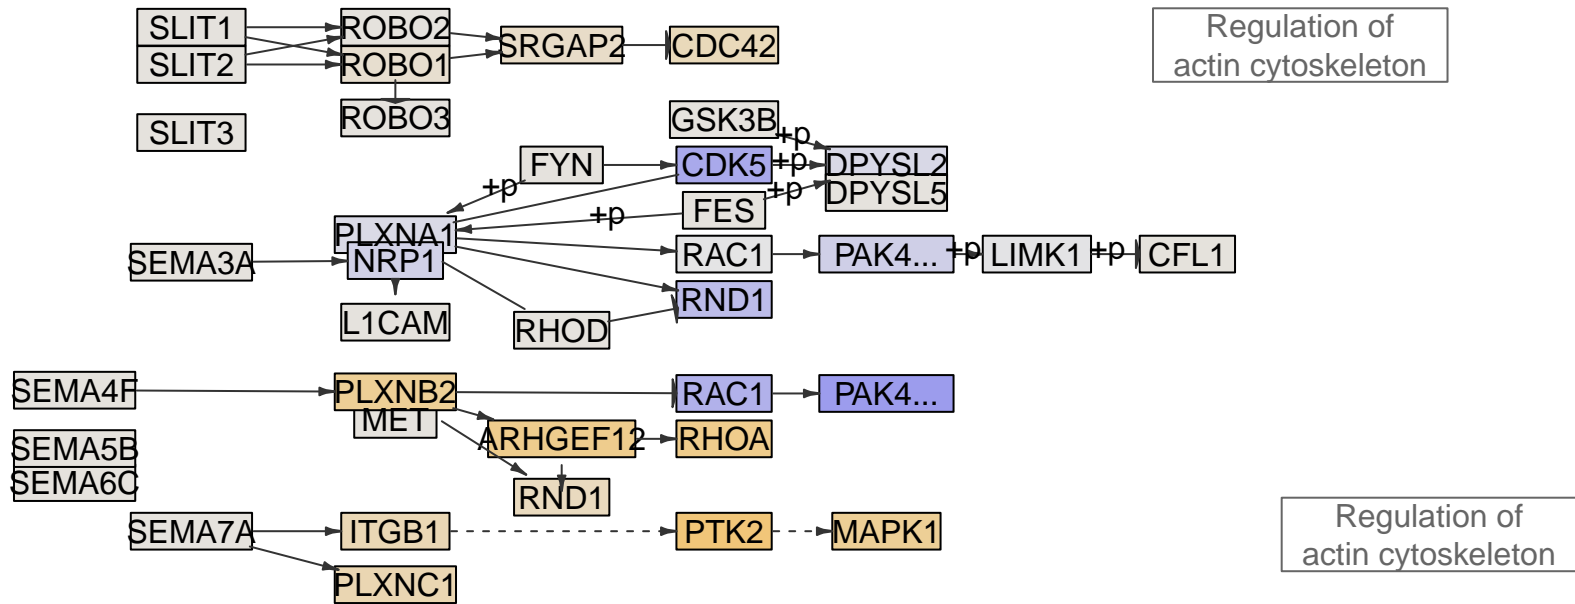 SLIT1
ROBO2
SRGAP2
CDC42
Regulation of
actin cytoskeleton
SLIT2
ROBO1
SLIT3
ROBO3
GSK3B
+p
FYN
CDK5
+p
DPYSL2
+p
FES
+p
DPYSL5
+p
PLXNA1
SEMA3A
NRP1
RAC1
PAK4...
+p
LIMK1
+p
CFL1
RND1
L1CAM
RHOD
SEMA4F
PLXNB2
RAC1
PAK4...
MET
ARHGEF12
RHOA
SEMA5B
SEMA6C
RND1
SEMA7A
ITGB1
PTK2
MAPK1
Regulation of
actin cytoskeleton
PLXNC1